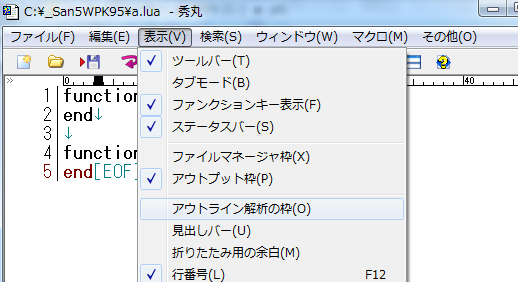 C:¥_San5WPK95¥a.lua - 秀丸
ファイル(F) 編集(E) 表示(V) 検索(S) ウィンドウ(W) マクロ(M) その他(O)
ツールバー(T)
タブモード(B)
ファンクションキー表示(F)
ステータスバー(S)
ファイルマネージャ枠(X)
アウトプット枠(P)
アウトライン解析の枠(O)
見出しバー(U)
折りたたみ用の余白(M)
行番号(L) F12
0 40
1 function
2 end↓
3 ↓
4 function
5 end[EOF]